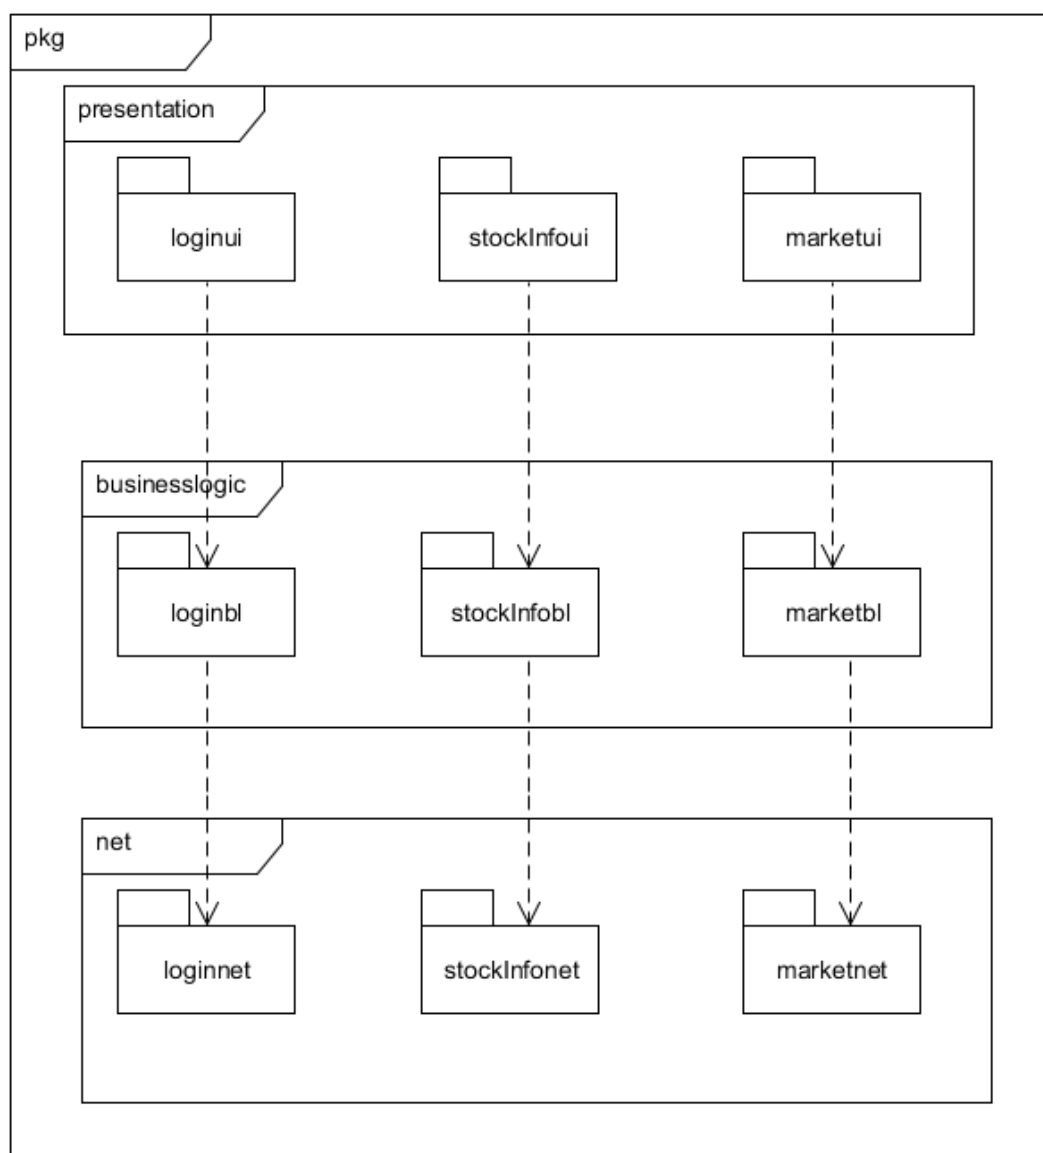 pkg
presentation
loginui
stockInfoui
marketui
businesslogic
loginbl
stockInfobl
marketbl
net
loginnet
stockInfonet
marketnet